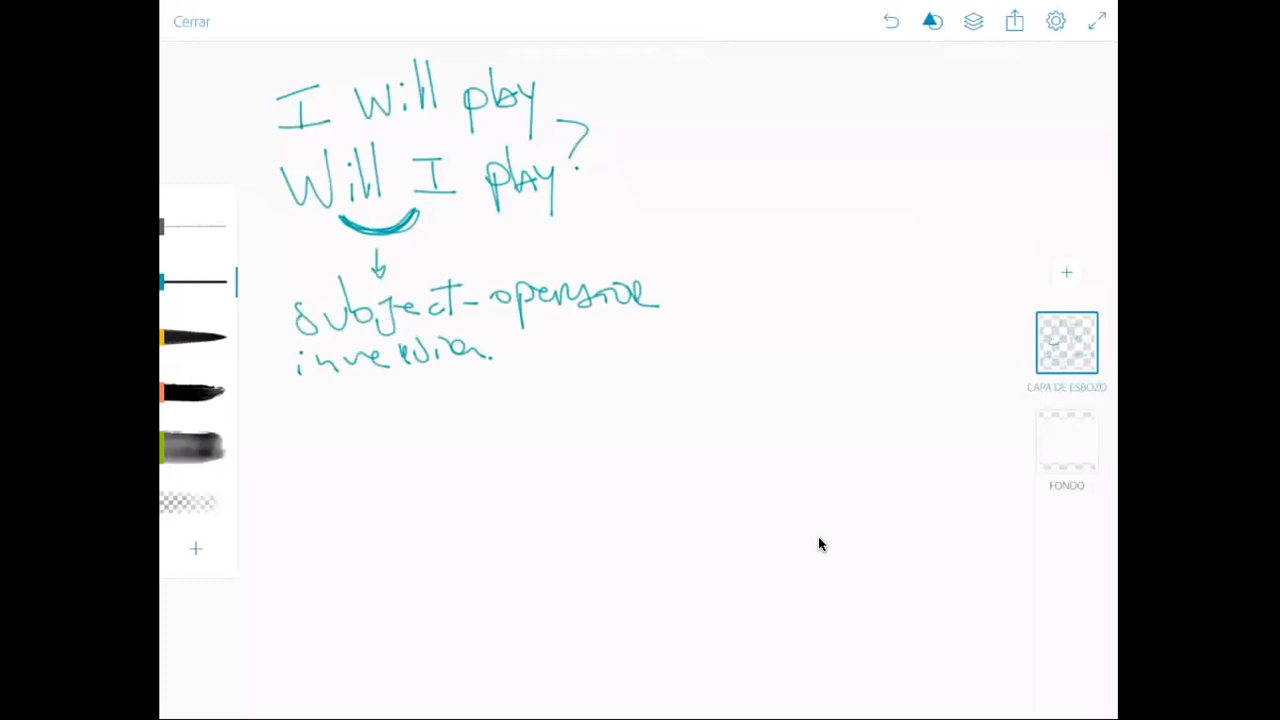 Cerrar
I will play
Will I play?
subject-operator
inversion.
CAPA DE ESBOZO
FONDO